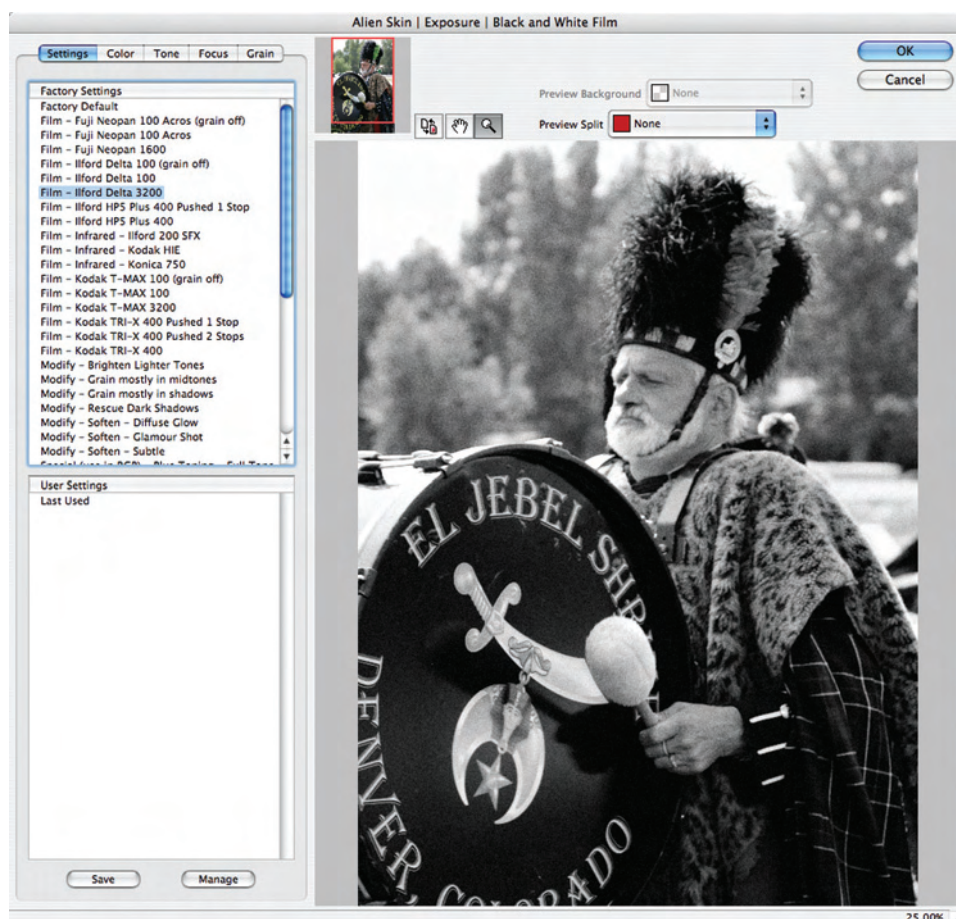 Alien Skin | Exposure | Black and White Film
Settings Color Tone Focus Grain
Factory Settings
Factory Default
Film – Fuji Neopan 100 Acros (grain off)
Film – Fuji Neopan 100 Acros
Film – Fuji Neopan 1600
Film – Ilford Delta 100 (grain off)
Film – Ilford Delta 100
Film – Ilford Delta 3200
Film – Ilford HP5 Plus 400 Pushed 1 Stop
Film – Ilford HP5 Plus 400
Film – Infrared – Ilford 200 SFX
Film – Infrared – Kodak HIE
Film – Infrared – Konica 750
Film – Kodak T-MAX 100 (grain off)
Film – Kodak T-MAX 100
Film – Kodak T-MAX 3200
Film – Kodak TRI-X 400 Pushed 1 Stop
Film – Kodak TRI-X 400 Pushed 2 Stops
Film – Kodak TRI-X 400
Modify – Brighten Lighter Tones
Modify – Grain mostly in midtones
Modify – Grain mostly in shadows
Modify – Rescue Dark Shadows
Modify – Soften – Diffuse Glow
Modify – Soften – Glamour Shot
Modify – Soften – Subtle
User Settings
Last Used
Save
Manage
Preview Background None
Preview Split None
OK
Cancel
EL JEBEL
DENVER, COLORADO
25.00%